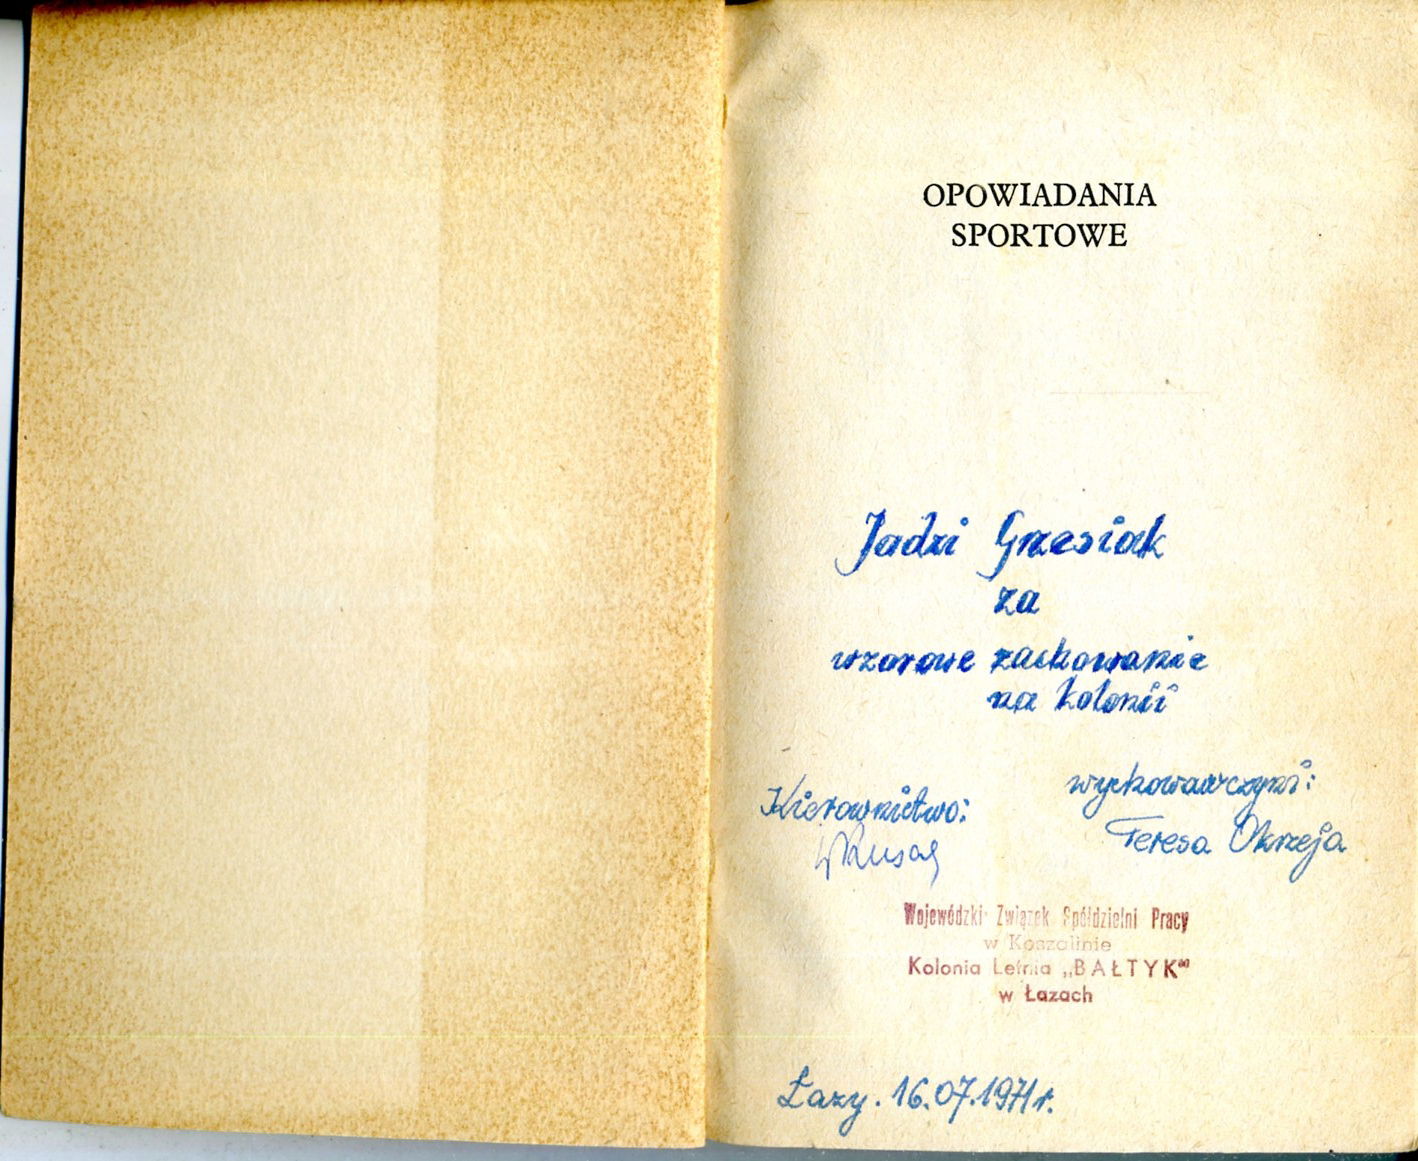 OPOWIADANIA
SPORTOWE
Jadzi Grzesiak
za
wzorowe zachowanie
na kolonii
Kierownictwo:
wychowawczyni:
Teresa Okrzeja
Wojewódzki Związek Spółdzielni Pracy
w Koszalinie
Kolonia Letnia „BAŁTYK"
w Łazach
Łazy. 16.07.1971r.